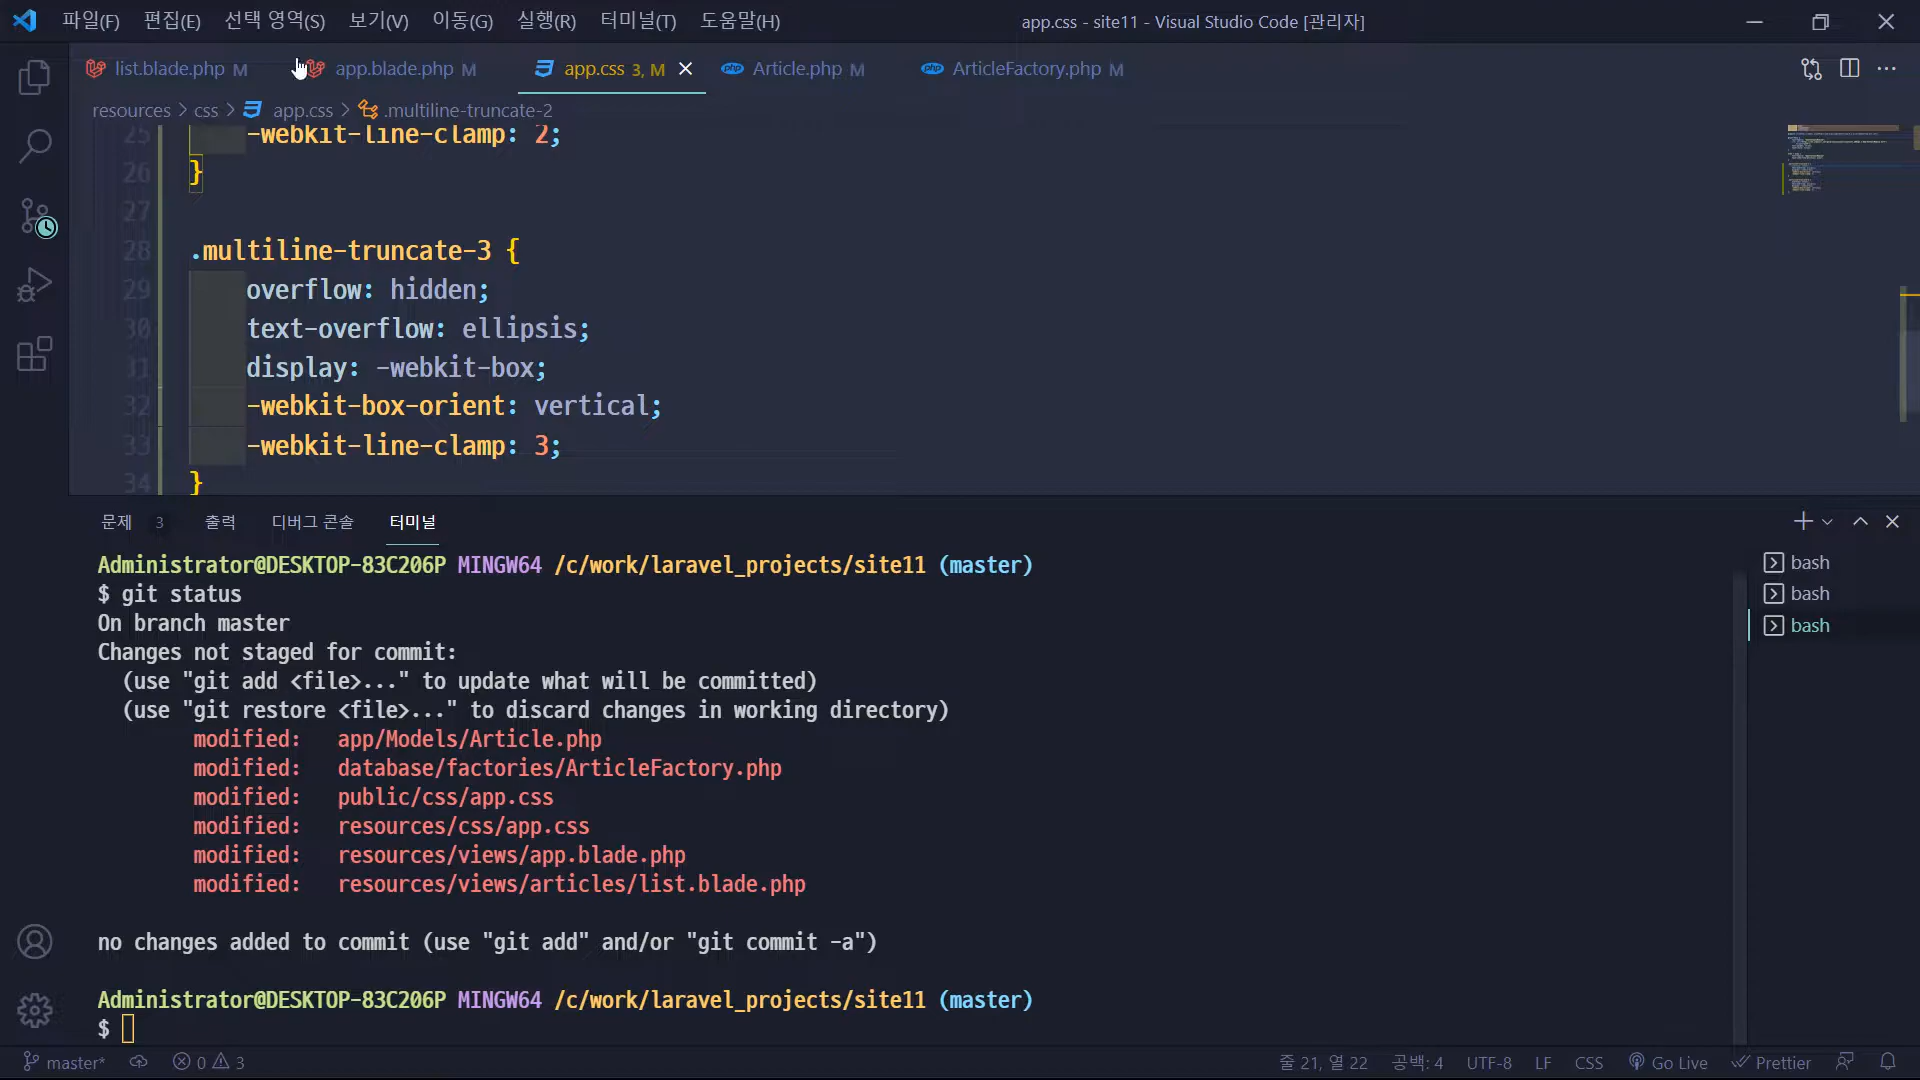 파일(F) 편집(E) 선택 영역(S) 보기(V) 이동(G) 실행(R) 터미널(T) 도움말(H) app.css - site11 - Visual Studio Code [관리자]
list.blade.php M app.blade.php M app.css 3, M Article.php M ArticleFactory.php M
resources > css > app.css > .multiline-truncate-2
25 -webkit-line-clamp: 2;
26 }
27
28 .multiline-truncate-3 {
29 overflow: hidden;
30 text-overflow: ellipsis;
31 display: -webkit-box;
32 -webkit-box-orient: vertical;
33 -webkit-line-clamp: 3;
34 }
문제 3 출력 디버그 콘솔 터미널
Administrator@DESKTOP-83C206P MINGW64 /c/work/laravel_projects/site11 (master)
$ git status
On branch master
Changes not staged for commit:
(use "git add <file>..." to update what will be committed)
(use "git restore <file>..." to discard changes in working directory)
modified: app/Models/Article.php
modified: database/factories/ArticleFactory.php
modified: public/css/app.css
modified: resources/css/app.css
modified: resources/views/app.blade.php
modified: resources/views/articles/list.blade.php
no changes added to commit (use "git add" and/or "git commit -a")
Administrator@DESKTOP-83C206P MINGW64 /c/work/laravel_projects/site11 (master)
$
bash
bash
bash
master* 0 3 줄 21, 열 22 공백: 4 UTF-8 LF CSS Go Live Prettier